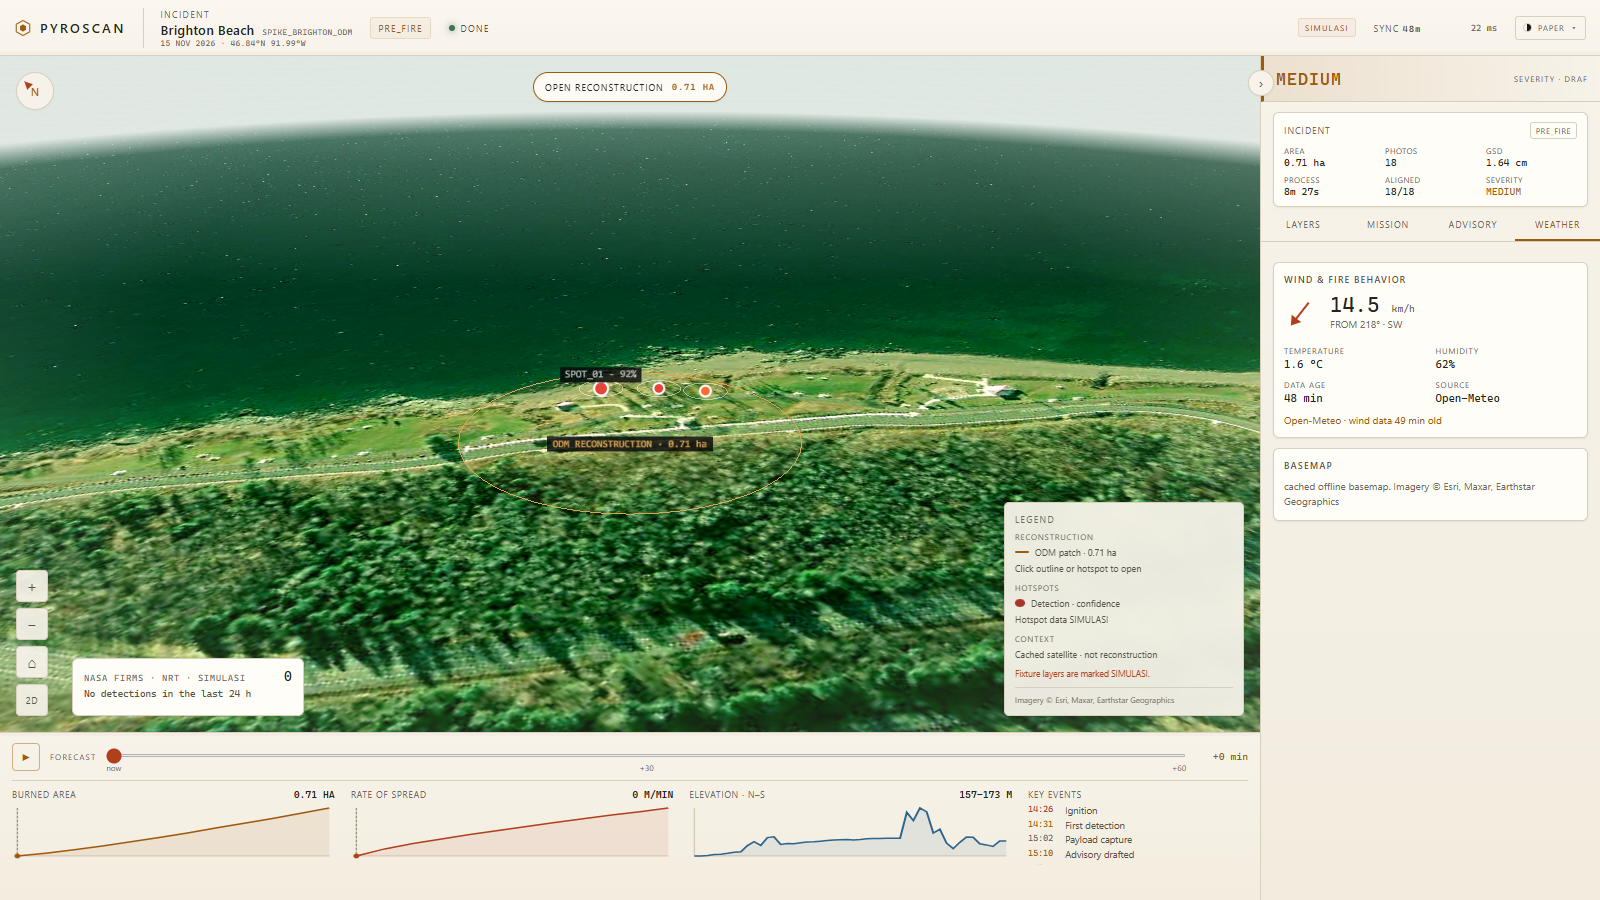 PYROSCAN
INCIDENT
Brighton Beach SPIKE_BRIGHTON_ODM
15 NOV 2026 · 46.84°N 91.99°W
PRE_FIRE
DONE
SIMULASI
SYNC 48m
22 ms
PAPER
N
OPEN RECONSTRUCTION 0.71 HA
SPOT_01 - 92%
ODM RECONSTRUCTION · 0.71 ha
+
−
2D
NASA FIRMS · NRT · SIMULASI 0
No detections in the last 24 h
LEGEND
RECONSTRUCTION
ODM patch · 0.71 ha
Click outline or hotspot to open
HOTSPOTS
Detection · confidence
Hotspot data SIMULASI
CONTEXT
Cached satellite · not reconstruction
Fixture layers are marked SIMULASI.
Imagery © Esri, Maxar, Earthstar Geographics
MEDIUM
SEVERITY · DRAF
INCIDENT
PRE_FIRE
AREA PHOTOS GSD
0.71 ha 18 1.64 cm
PROCESS ALIGNED SEVERITY
8m 27s 18/18 MEDIUM
LAYERS MISSION ADVISORY WEATHER
WIND & FIRE BEHAVIOR
14.5 km/h
FROM 218° · SW
TEMPERATURE HUMIDITY
1.6 °C 62%
DATA AGE SOURCE
48 min Open-Meteo
Open-Meteo · wind data 49 min old
BASEMAP
cached offline basemap. Imagery © Esri, Maxar, Earthstar
Geographics
FORECAST
now +30 +60
+0 min
BURNED AREA 0.71 HA
RATE OF SPREAD 0 M/MIN
ELEVATION · N–S 157–173 M
KEY EVENTS
14:26 Ignition
14:31 First detection
15:02 Payload capture
15:10 Advisory drafted